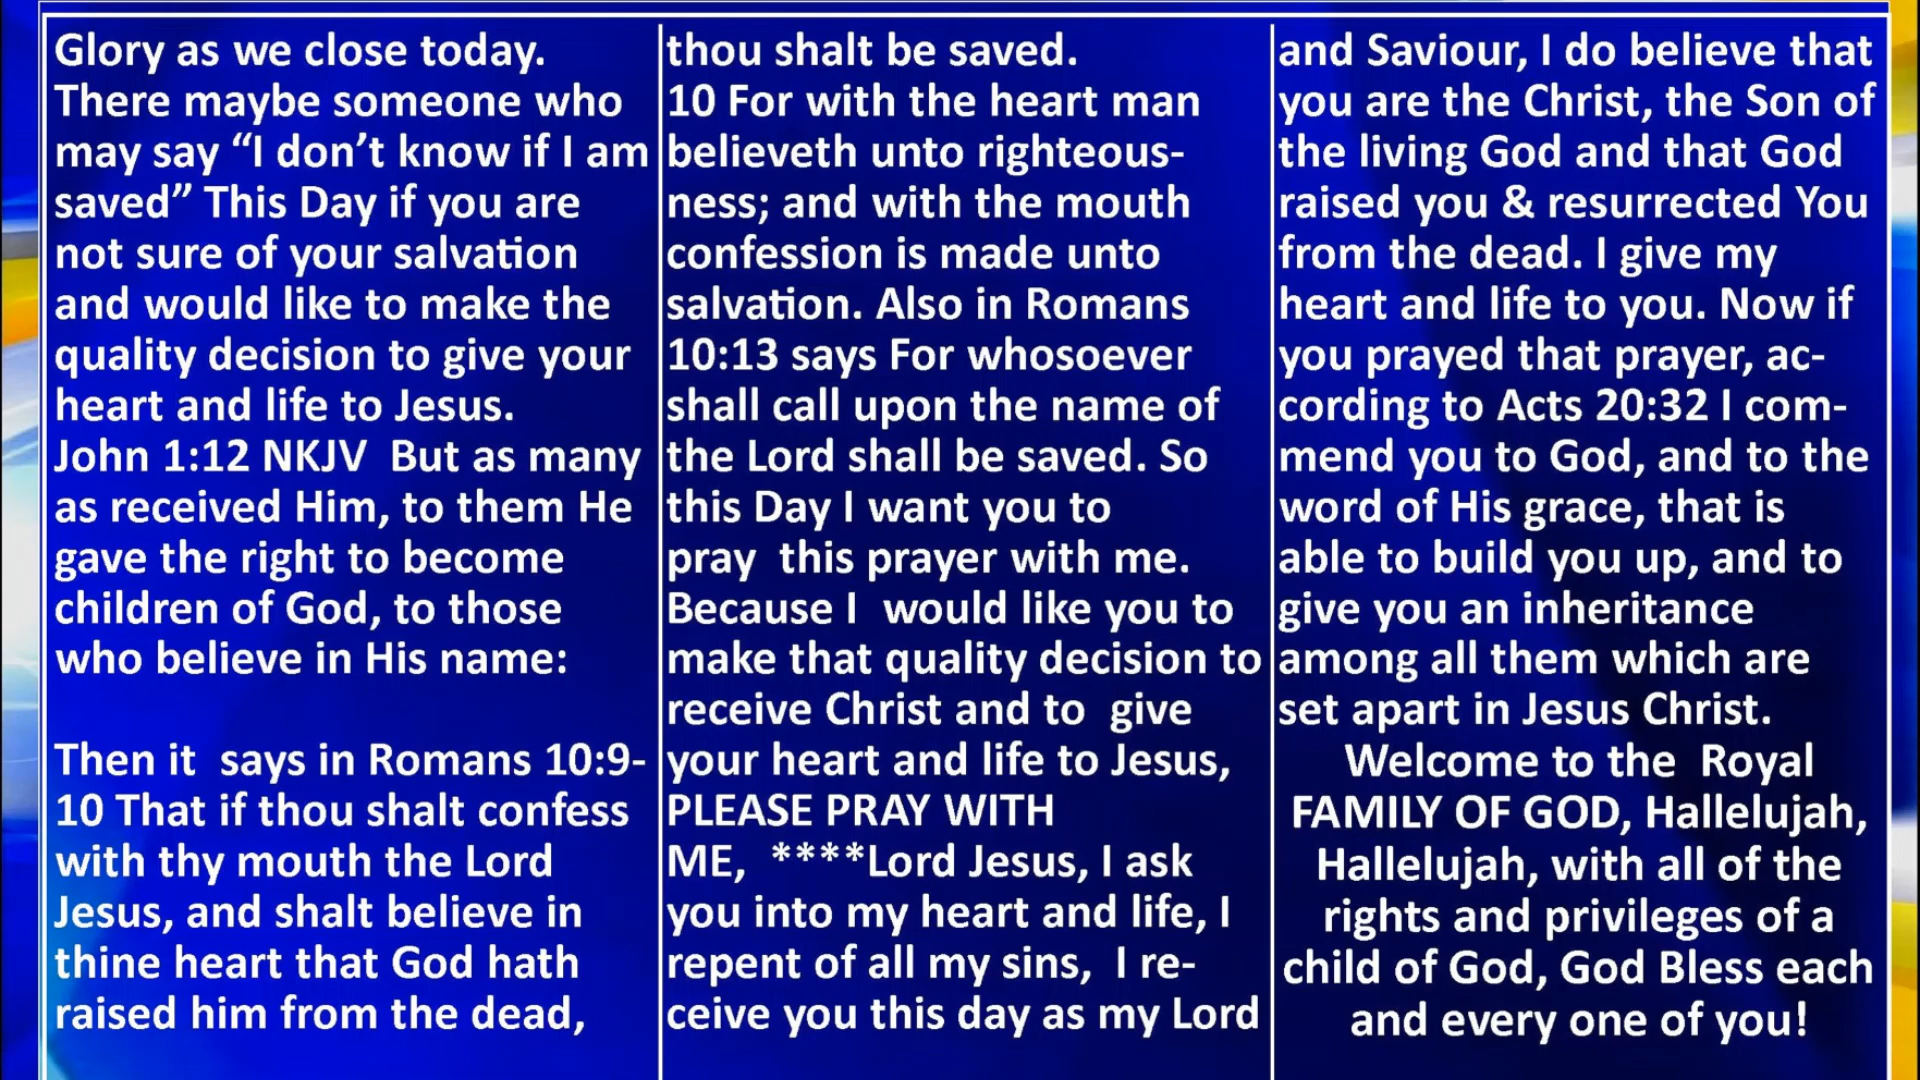 Glory as we close today.
There maybe someone who
may say “I don’t know if I am
saved” This Day if you are
not sure of your salvation
and would like to make the
quality decision to give your
heart and life to Jesus.
John 1:12 NKJV  But as many
as received Him, to them He
gave the right to become
children of God, to those
who believe in His name:
Then it  says in Romans 10:9-
10 That if thou shalt confess
with thy mouth the Lord
Jesus, and shalt believe in
thine heart that God hath
raised him from the dead,
thou shalt be saved.
10 For with the heart man
believeth unto righteous-
ness; and with the mouth
confession is made unto
salvation. Also in Romans
10:13 says For whosoever
shall call upon the name of
the Lord shall be saved. So
this Day I want you to
pray  this prayer with me.
Because I  would like you to
make that quality decision to
receive Christ and to  give
your heart and life to Jesus,
PLEASE PRAY WITH
ME,  ****Lord Jesus, I ask
you into my heart and life, I
repent of all my sins,  I re-
ceive you this day as my Lord
and Saviour, I do believe that
you are the Christ, the Son of
the living God and that God
raised you & resurrected You
from the dead. I give my
heart and life to you. Now if
you prayed that prayer, ac-
cording to Acts 20:32 I com-
mend you to God, and to the
word of His grace, that is
able to build you up, and to
give you an inheritance
among all them which are
set apart in Jesus Christ.
Welcome to the  Royal
FAMILY OF GOD, Hallelujah,
Hallelujah, with all of the
rights and privileges of a
child of God, God Bless each
and every one of you!